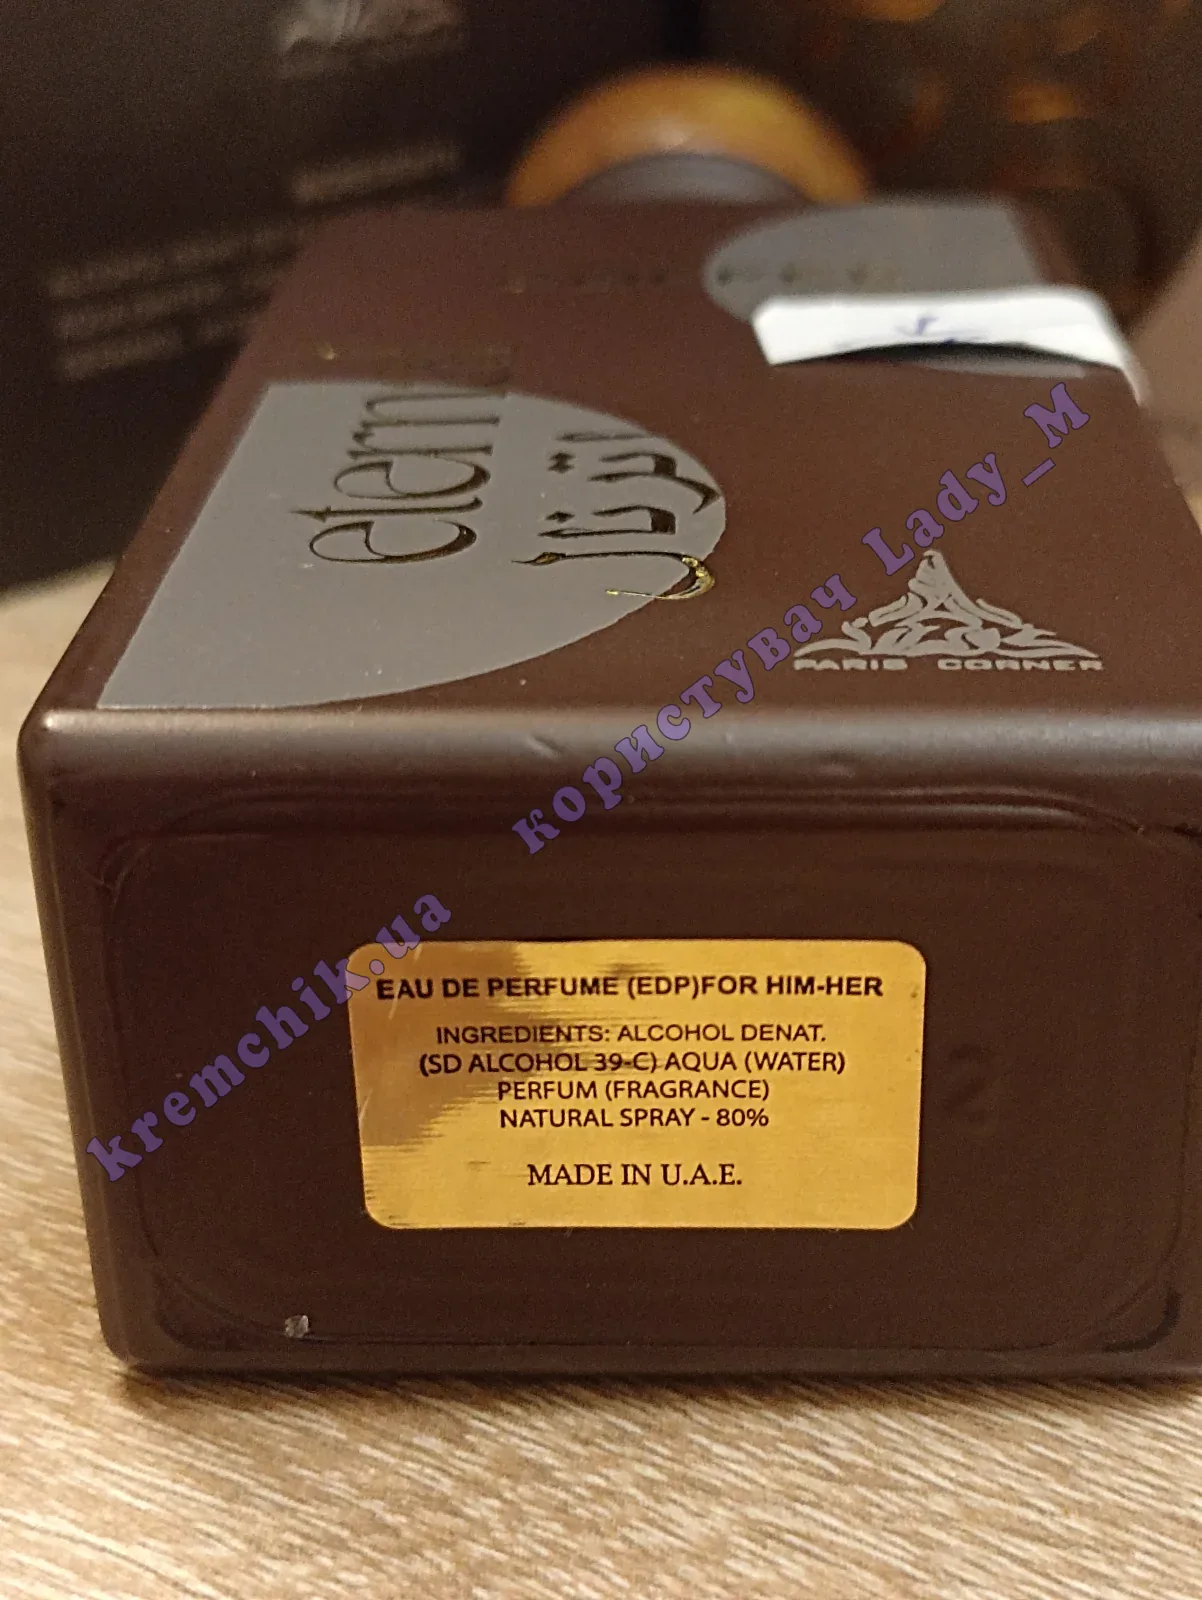 eterna
إتيرنال
PARIS CORNER
EAU DE PERFUME (EDP)FOR HIM-HER
INGREDIENTS: ALCOHOL DENAT.
(SD ALCOHOL 39-C) AQUA (WATER)
PERFUM (FRAGRANCE)
NATURAL SPRAY - 80%
MADE IN U.A.E.
kremchik.ua користувач Lady_M